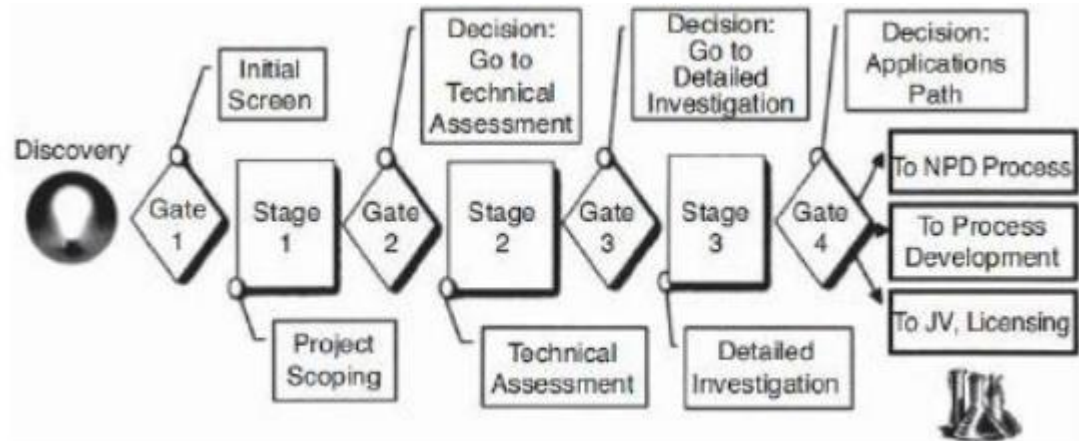 Discovery
Initial
Screen
Decision:
Go to
Technical
Assessment
Decision:
Go to
Detailed
Investigation
Decision:
Applications
Path
Gate
1
Stage
1
Gate
2
Stage
2
Gate
3
Stage
3
Gate
4
To NPD Process
To Process
Development
To JV, Licensing
Project
Scoping
Technical
Assessment
Detailed
Investigation